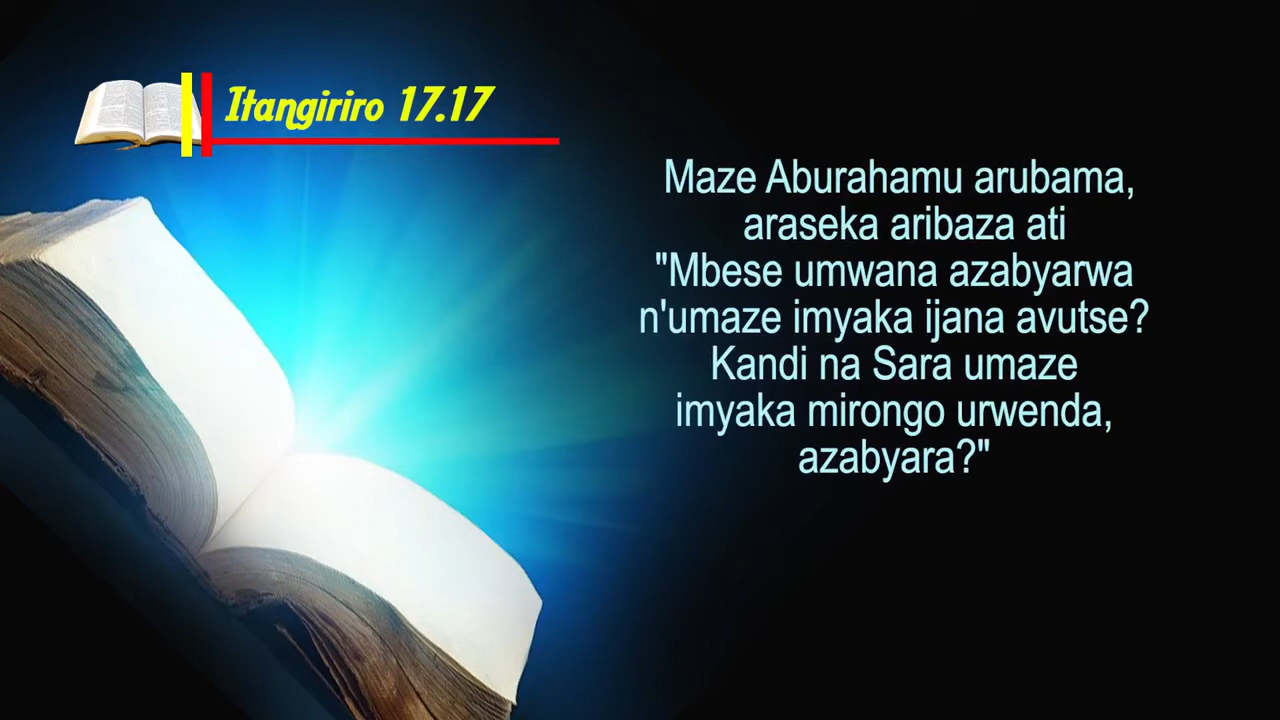 Itangiriro 17.17
Maze Aburahamu arubama,
araseka aribaza ati
"Mbese umwana azabyarwa
n'umaze imyaka ijana avutse?
Kandi na Sara umaze
imyaka mirongo urwenda,
azabyara?"